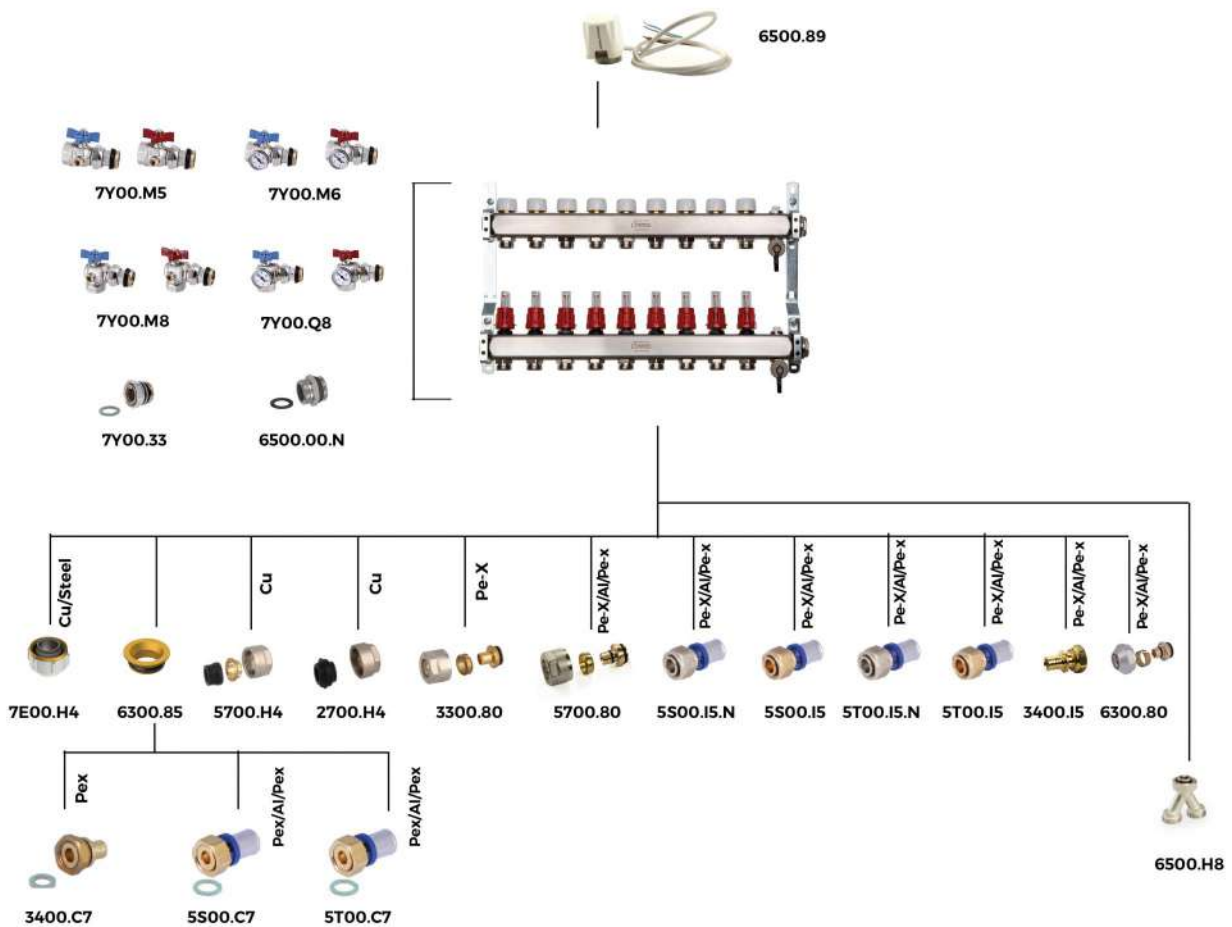 6500.89
7Y00.M5
7Y00.M6
7Y00.M8
7Y00.Q8
7Y00.33
6500.00.N
Cu/Steel
Cu
Cu
Pe-X
Pe-X/Al/Pe-x
Pe-X/Al/Pe-x
Pe-X/Al/Pe-x
Pe-X/Al/Pe-x
Pe-X/Al/Pe-x
Pe-X/Al/Pe-x
Pe-X/Al/Pe-x
7E00.H4
6300.85
5700.H4
2700.H4
3300.80
5700.80
5S00.I5.N
5S00.I5
5T00.I5.N
5T00.I5
3400.I5
6300.80
Pex
Pex/Al/Pex
Pex/Al/Pex
6500.H8
3400.C7
5S00.C7
5T00.C7